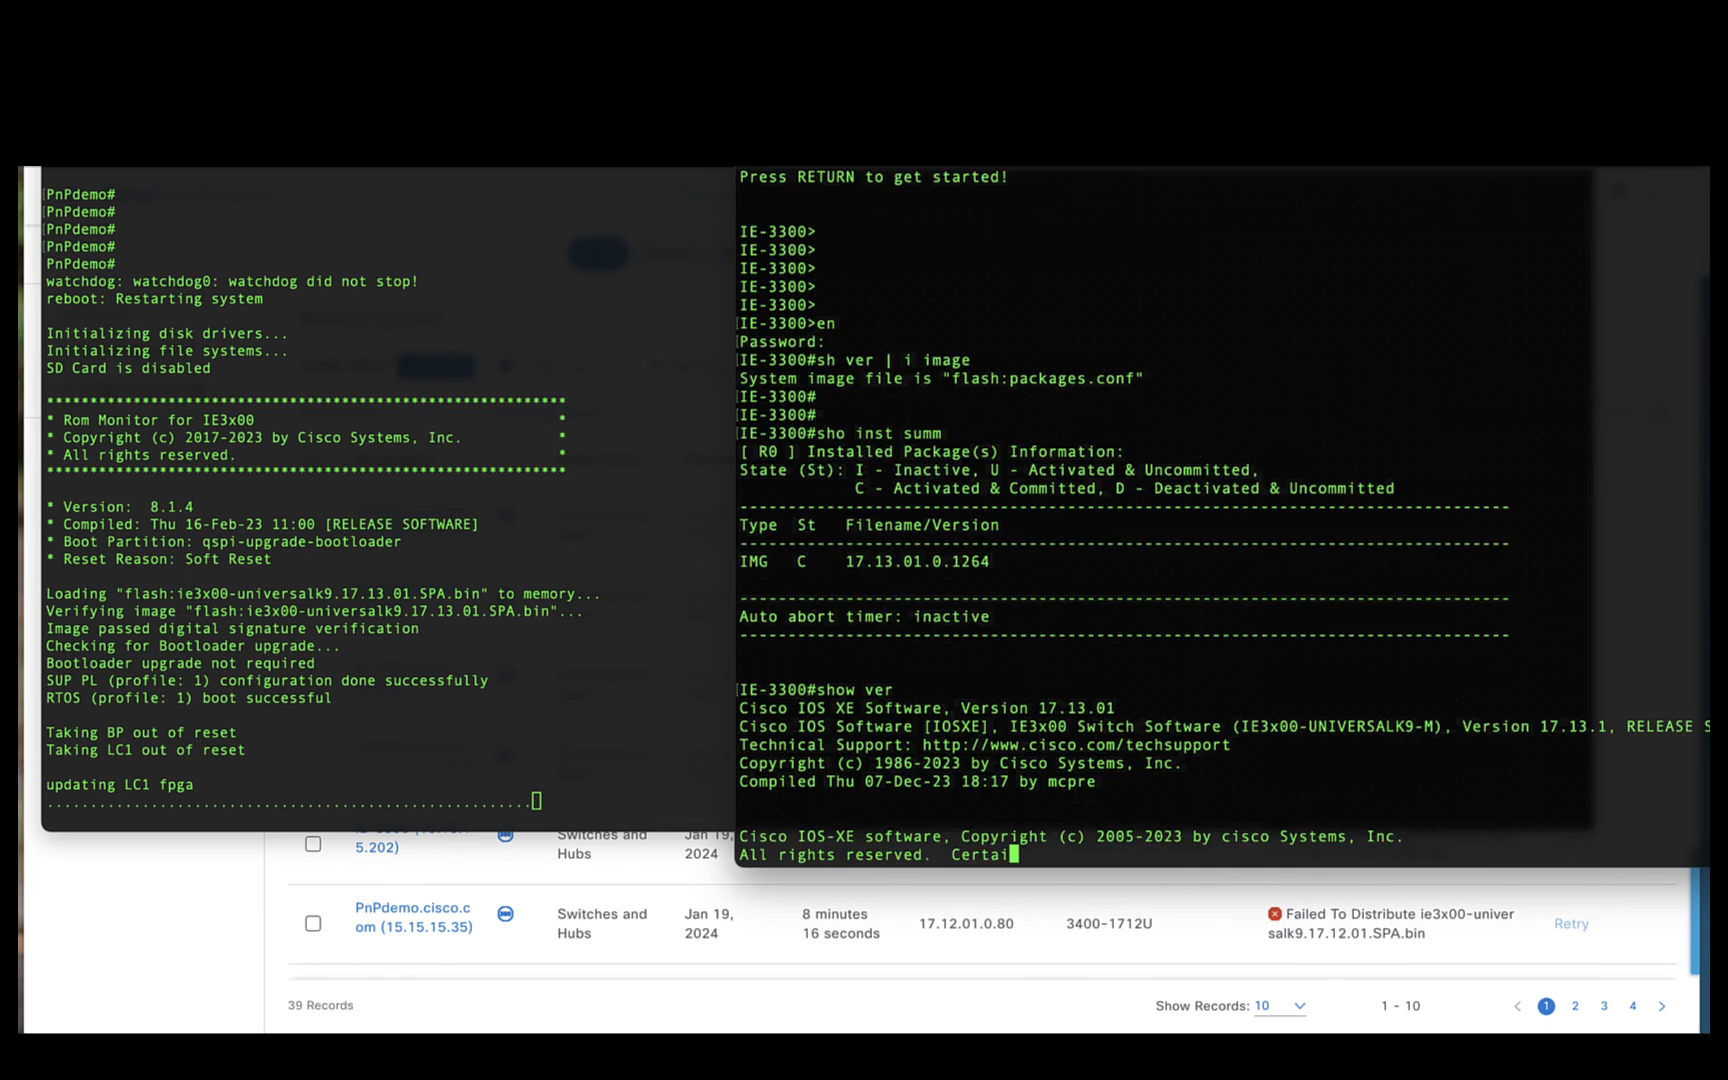 [PnPdemo#
[PnPdemo#
[PnPdemo#
[PnPdemo#
PnPdemo#
watchdog: watchdog0: watchdog did not stop!
reboot: Restarting system
Initializing disk drivers...
Initializing file systems...
SD Card is disabled
************************************************************
* Rom Monitor for IE3x00                                   *
* Copyright (c) 2017-2023 by Cisco Systems, Inc.           *
* All rights reserved.                                     *
************************************************************
* Version:  8.1.4
* Compiled: Thu 16-Feb-23 11:00 [RELEASE SOFTWARE]
* Boot Partition: qspi-upgrade-bootloader
* Reset Reason: Soft Reset
Loading "flash:ie3x00-universalk9.17.13.01.SPA.bin" to memory...
Verifying image "flash:ie3x00-universalk9.17.13.01.SPA.bin"...
Image passed digital signature verification
Checking for Bootloader upgrade...
Bootloader upgrade not required
SUP PL (profile: 1) configuration done successfully
RTOS (profile: 1) boot successful
Taking BP out of reset
Taking LC1 out of reset
updating LC1 fpga
........................................................
Press RETURN to get started!
IE-3300>
IE-3300>
IE-3300>
IE-3300>
IE-3300>
[IE-3300>en
[Password:
[IE-3300#sh ver | i image
System image file is "flash:packages.conf"
IE-3300#
IE-3300#
[IE-3300#sho inst summ
[ R0 ] Installed Package(s) Information:
State (St): I - Inactive, U - Activated & Uncommitted,
            C - Activated & Committed, D - Deactivated & Uncommitted
--------------------------------------------------------------------------------
Type  St   Filename/Version
--------------------------------------------------------------------------------
IMG   C    17.13.01.0.1264
--------------------------------------------------------------------------------
Auto abort timer: inactive
--------------------------------------------------------------------------------
[IE-3300#show ver
Cisco IOS XE Software, Version 17.13.01
Cisco IOS Software [IOSXE], IE3x00 Switch Software (IE3x00-UNIVERSALK9-M), Version 17.13.1, RELEASE S
Technical Support: http://www.cisco.com/techsupport
Copyright (c) 1986-2023 by Cisco Systems, Inc.
Compiled Thu 07-Dec-23 18:17 by mcpre
Cisco IOS-XE software, Copyright (c) 2005-2023 by cisco Systems, Inc.
All rights reserved.  Certai
5.202)
Switches and
Hubs
Jan 19,
2024
PnPdemo.cisco.c
om (15.15.15.35)
Switches and
Hubs
Jan 19,
2024
8 minutes
16 seconds
17.12.01.0.80
3400-1712U
Failed To Distribute ie3x00-univer
salk9.17.12.01.SPA.bin
Retry
39 Records
Show Records: 10
1 - 10
< 1 2 3 4 >